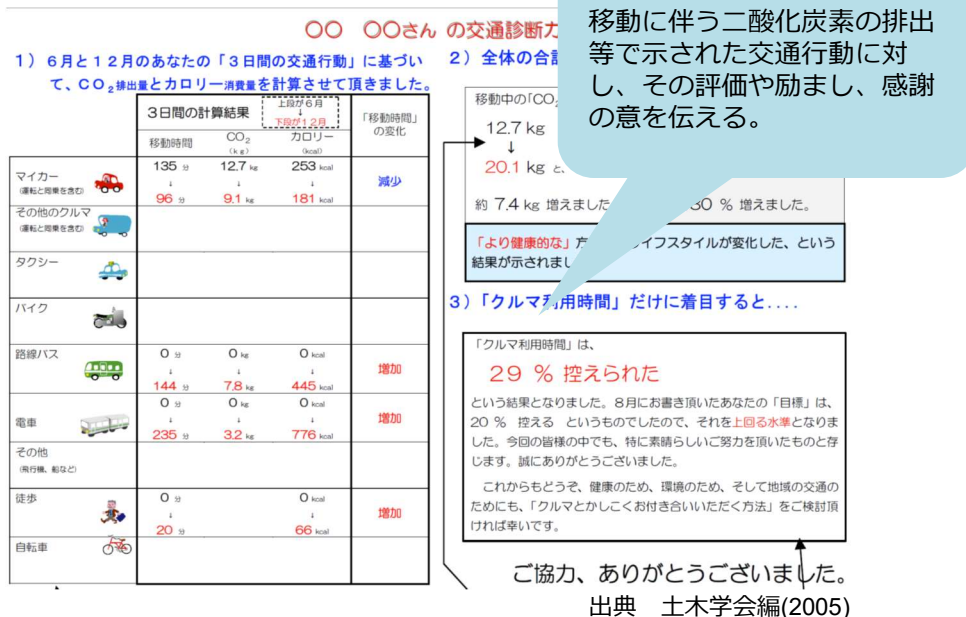 〇〇 〇〇さん の交通診断カ
移動に伴う二酸化炭素の排出
等で示された交通行動に対
し、その評価や励まし、感謝
の意を伝える。
1）6月と12月のあなたの「3日間の交通行動」に基づい
て、CO₂排出量とカロリー消費量を計算させて頂きました。
3日間の計算結果
上段が6月
↓
下段が12月
「移動時間」
の変化
移動時間 CO₂（kg） カロリー（kcal）
マイカー
（運転と同乗を含む）
135 分 12.7 kg 253 kcal
↓ ↓ ↓
96 分 9.1 kg 181 kcal
減少
その他のクルマ
（運転と同乗を含む）
タクシー
バイク
路線バス
0 分 0 kg 0 kcal
↓ ↓ ↓
144 分 7.8 kg 445 kcal
増加
電車
0 分 0 kg 0 kcal
↓ ↓ ↓
235 分 3.2 kg 776 kcal
増加
その他
（飛行機、船など）
徒歩
0 分 0 kcal
↓ ↓
20 分 66 kcal
増加
自転車
2）全体の合計
移動中の「CO₂
12.7 kg
↓
20.1 kg と、
約 7.4 kg 増えました
30 % 増えました。
「より健康的な」方
イフスタイルが変化した、という
結果が示されまし
3）「クルマ利用時間」だけに着目すると....
「クルマ利用時間」は、
29 % 控えられた
という結果となりました。8月にお書き頂いたあなたの「目標」は、
20 % 控える というものでしたので、それを上回る水準となりま
した。今回の皆様の中でも、特に素晴らしいご努力を頂いたものと存
じます。誠にありがとうございました。
これからもどうぞ、健康のため、環境のため、そして地域の交通の
ためにも、「クルマとかしこくお付き合いいただく方法」をご検討頂
ければ幸いです。
ご協力、ありがとうございました。
出典 土木学会編(2005)